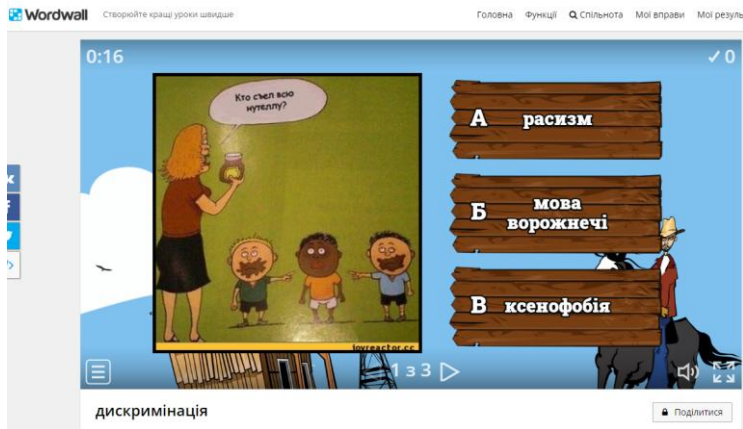 Wordwall Створюйте кращі уроки швидше Головна Функції Спільнота Мої вправи Мої резуль
0:16 ✓ 0
Кто съел всю
нутеллу?
А расизм
Б мова
ворожнечі
В ксенофобія
joyreactor.cc
1 з 3
дискримінація
Поділитися